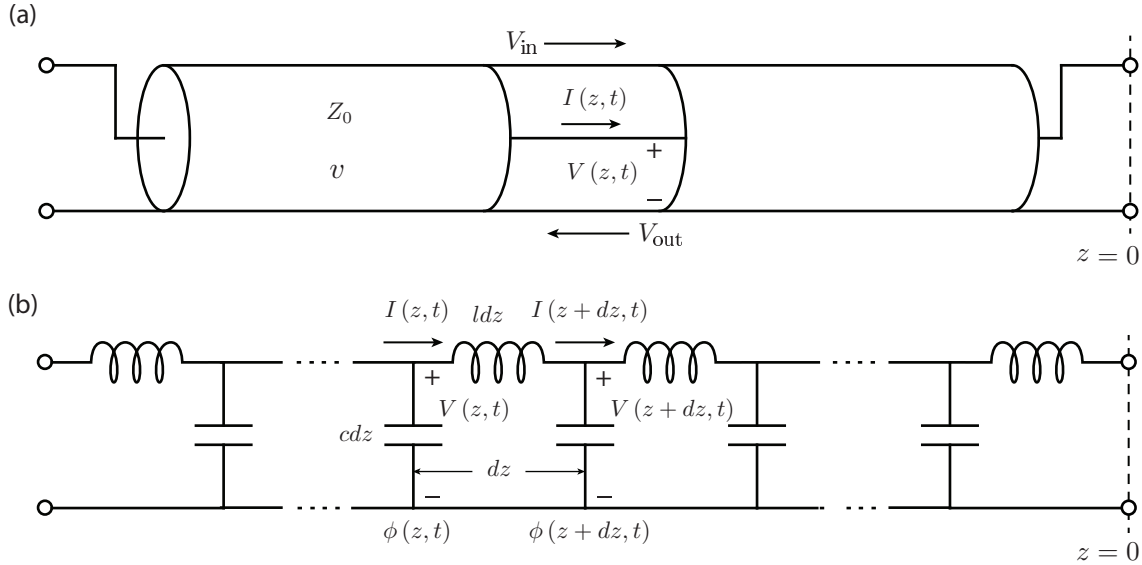 (a)
V_in
I (z, t)
Z_0
v
+
V (z, t)
−
V_out
z = 0
(b)
I (z, t) ldz I (z + dz, t)
+ +
V (z, t) V (z + dz, t)
cdz
dz
− −
ϕ (z, t) ϕ (z + dz, t)
z = 0